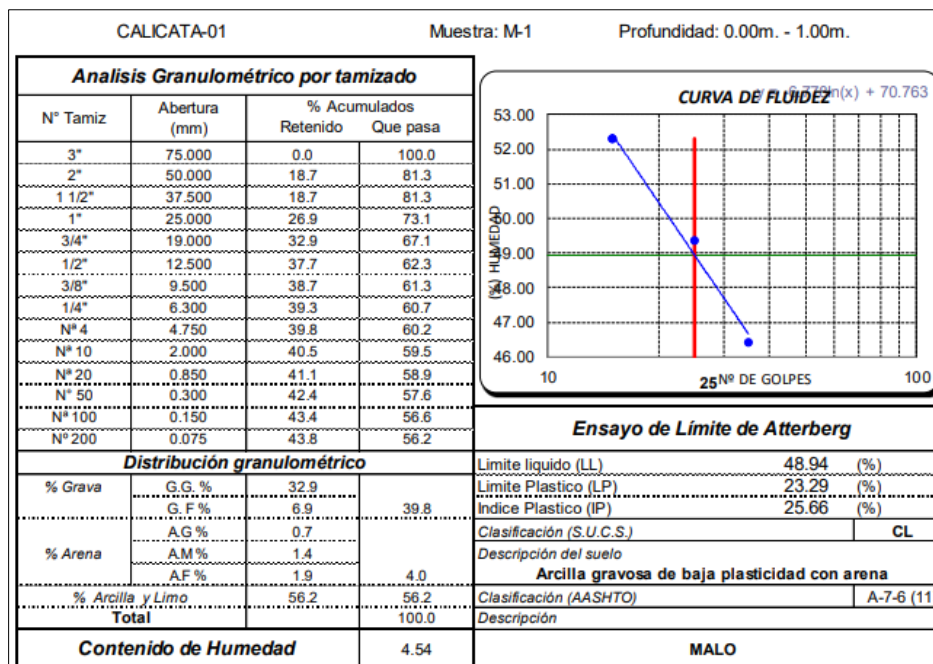 CALICATA-01 Muestra: M-1 Profundidad: 0.00m. - 1.00m.
Analisis Granulométrico por tamizado
N° Tamiz Abertura (mm) % Acumulados
Retenido Que pasa
3" 75.000 0.0 100.0
2" 50.000 18.7 81.3
1 1/2" 37.500 18.7 81.3
1" 25.000 26.9 73.1
3/4" 19.000 32.9 67.1
1/2" 12.500 37.7 62.3
3/8" 9.500 38.7 61.3
1/4" 6.300 39.3 60.7
Nª 4 4.750 39.8 60.2
Nª 10 2.000 40.5 59.5
Nª 20 0.850 41.1 58.9
N° 50 0.300 42.4 57.6
Nª 100 0.150 43.4 56.6
Nº 200 0.075 43.8 56.2
Distribución granulométrico
% Grava G.G. % 32.9
G. F % 6.9 39.8
% Arena A.G % 0.7
A.M % 1.4
A.F % 1.9 4.0
% Arcilla y Limo 56.2 56.2
Total 100.0
Contenido de Humedad 4.54
CURVA DE FLUIDEZ
ln(x) + 70.763
53.00
52.00
51.00
50.00
49.00
48.00
47.00
46.00
(%) HUMEDAD
10 25 Nº DE GOLPES 100
Ensayo de Límite de Atterberg
Limite liquido (LL) 48.94 (%)
Limite Plastico (LP) 23.29 (%)
Indice Plastico (IP) 25.66 (%)
Clasificación (S.U.C.S.) CL
Descripción del suelo
Arcilla gravosa de baja plasticidad con arena
Clasificación (AASHTO) A-7-6 (11
Descripción
MALO